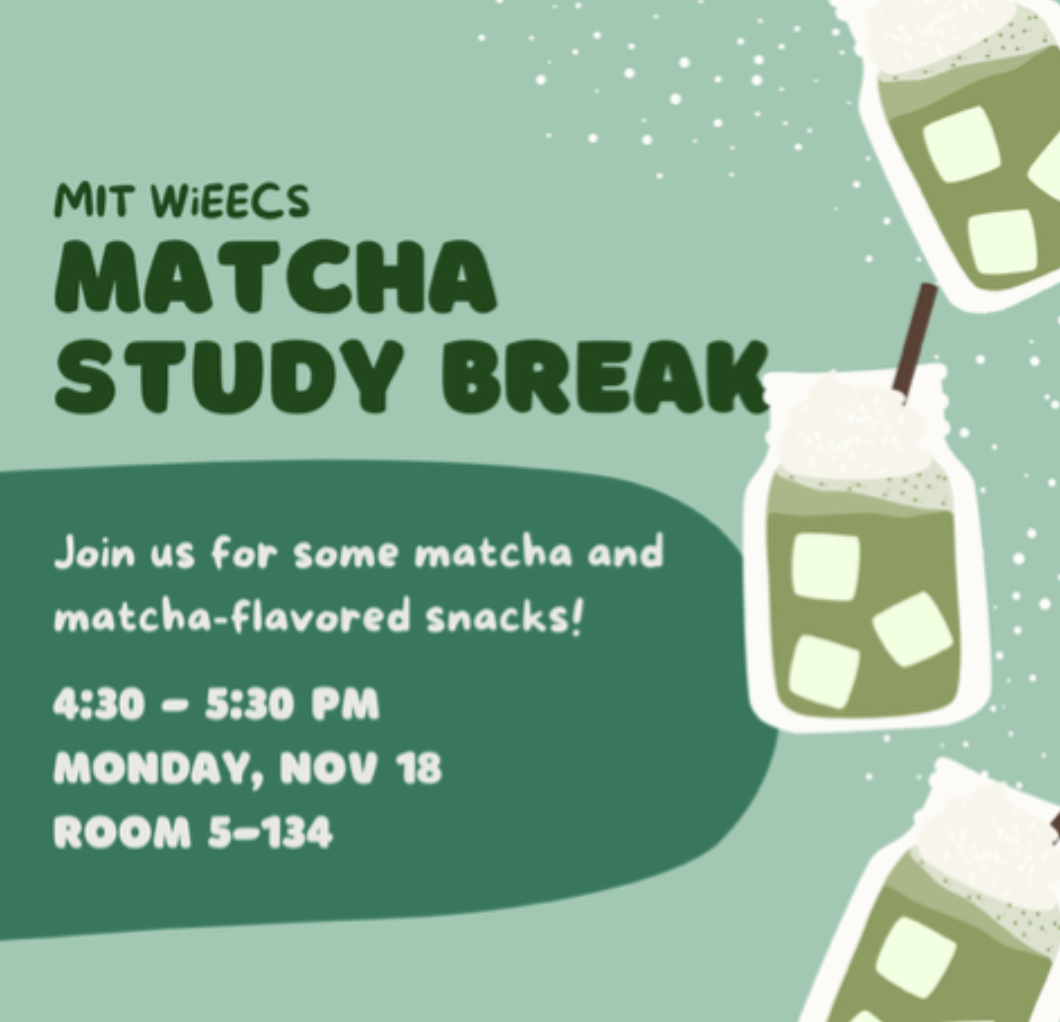 MIT WiEECS
MATCHA
STUDY BREAK
Join us for some matcha and
matcha-flavored snacks!
4:30 – 5:30 PM
MONDAY, NOV 18
ROOM 5-134